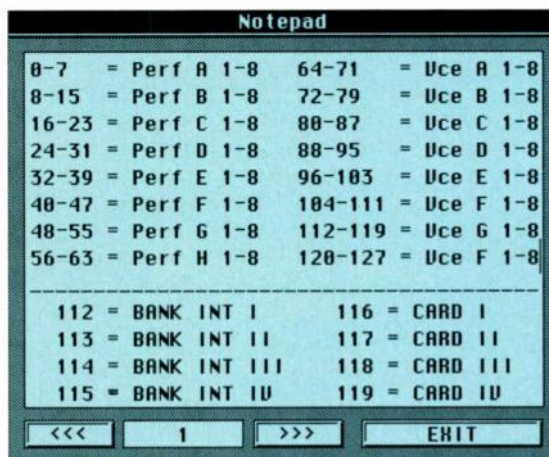 Notepad
0-7 = Perf A 1-8 64-71 = Vce A 1-8
8-15 = Perf B 1-8 72-79 = Vce B 1-8
16-23 = Perf C 1-8 80-87 = Vce C 1-8
24-31 = Perf D 1-8 88-95 = Vce D 1-8
32-39 = Perf E 1-8 96-103 = Vce E 1-8
40-47 = Perf F 1-8 104-111 = Vce F 1-8
48-55 = Perf G 1-8 112-119 = Vce G 1-8
56-63 = Perf H 1-8 120-127 = Vce F 1-8
112 = BANK INT I 116 = CARD I
113 = BANK INT II 117 = CARD II
114 = BANK INT III 118 = CARD III
115 = BANK INT IV 119 = CARD IV
<<< 1 >>> EXIT